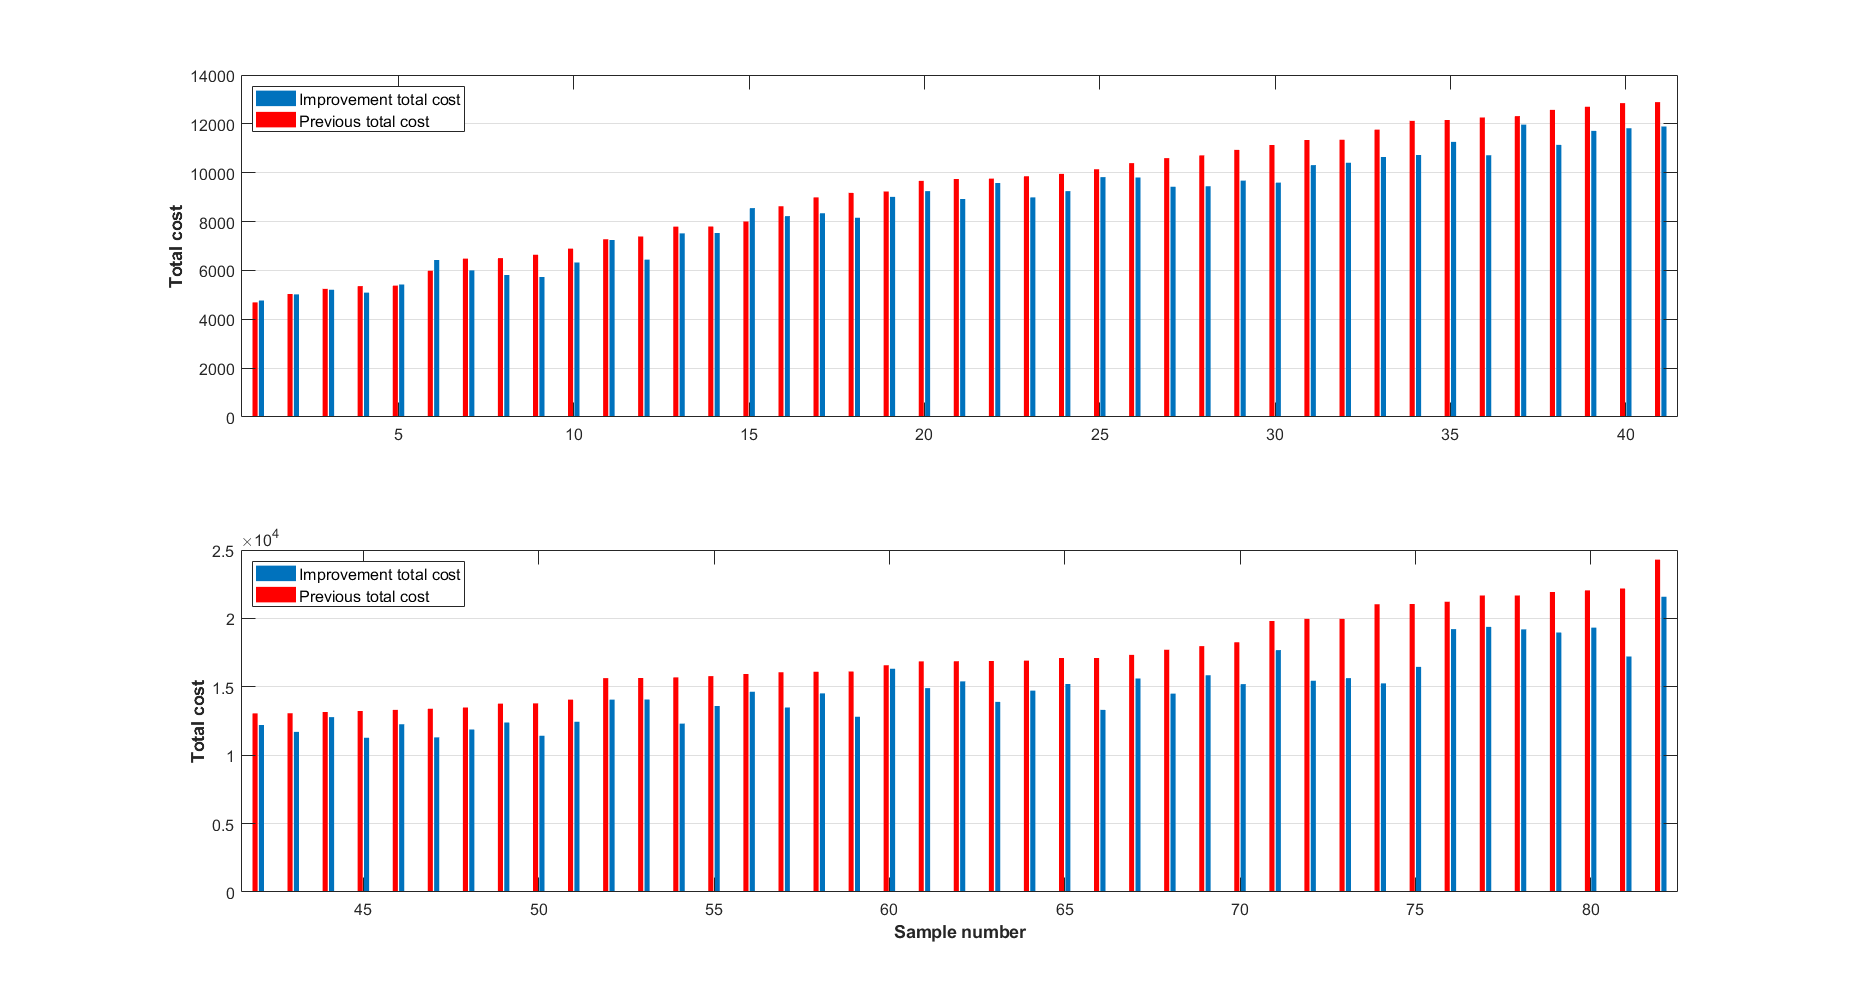 14000
12000
10000
8000
6000
4000
2000
0
Total cost
Improvement total cost
Previous total cost
5 10 15 20 25 30 35 40
×10⁴
2.5
2
1.5
1
0.5
0
Total cost
Improvement total cost
Previous total cost
45 50 55 60 65 70 75 80
Sample number